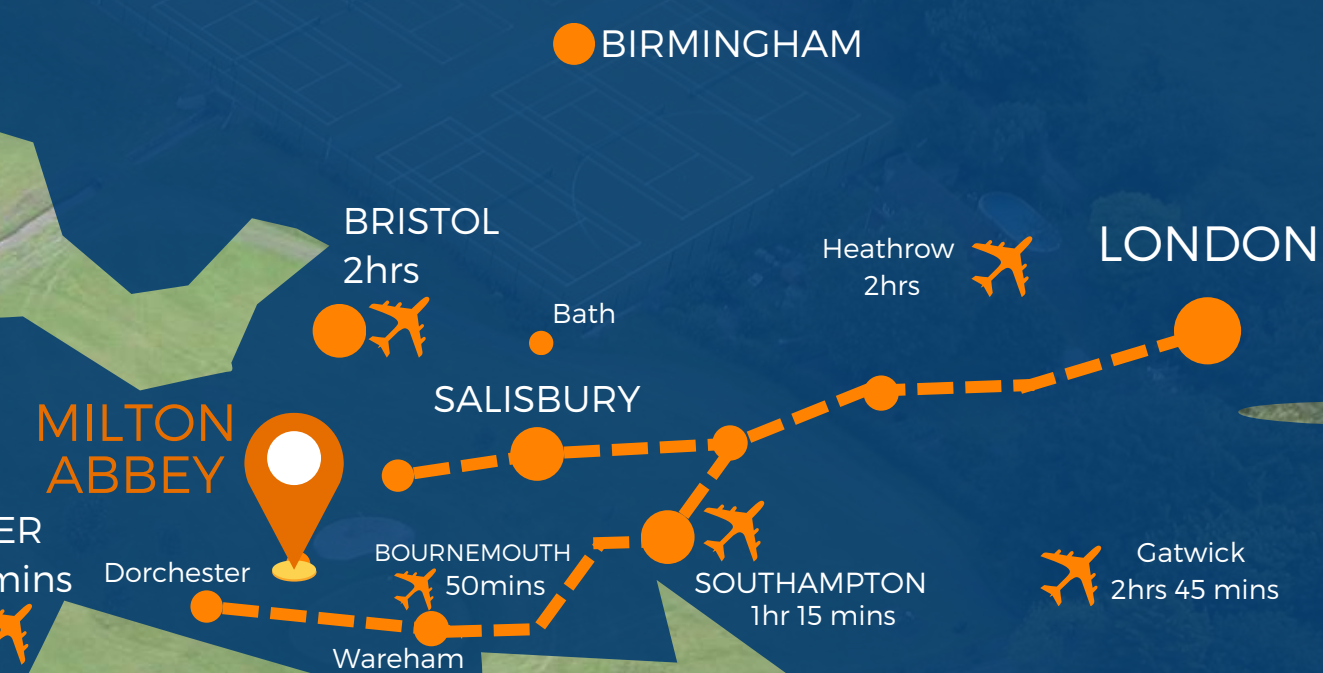 BIRMINGHAM
BRISTOL
2hrs
Heathrow
2hrs
LONDON
Bath
SALISBURY
MILTON
ABBEY
ER
mins
Dorchester
BOURNEMOUTH
50mins
SOUTHAMPTON
1hr 15 mins
Gatwick
2hrs 45 mins
Wareham